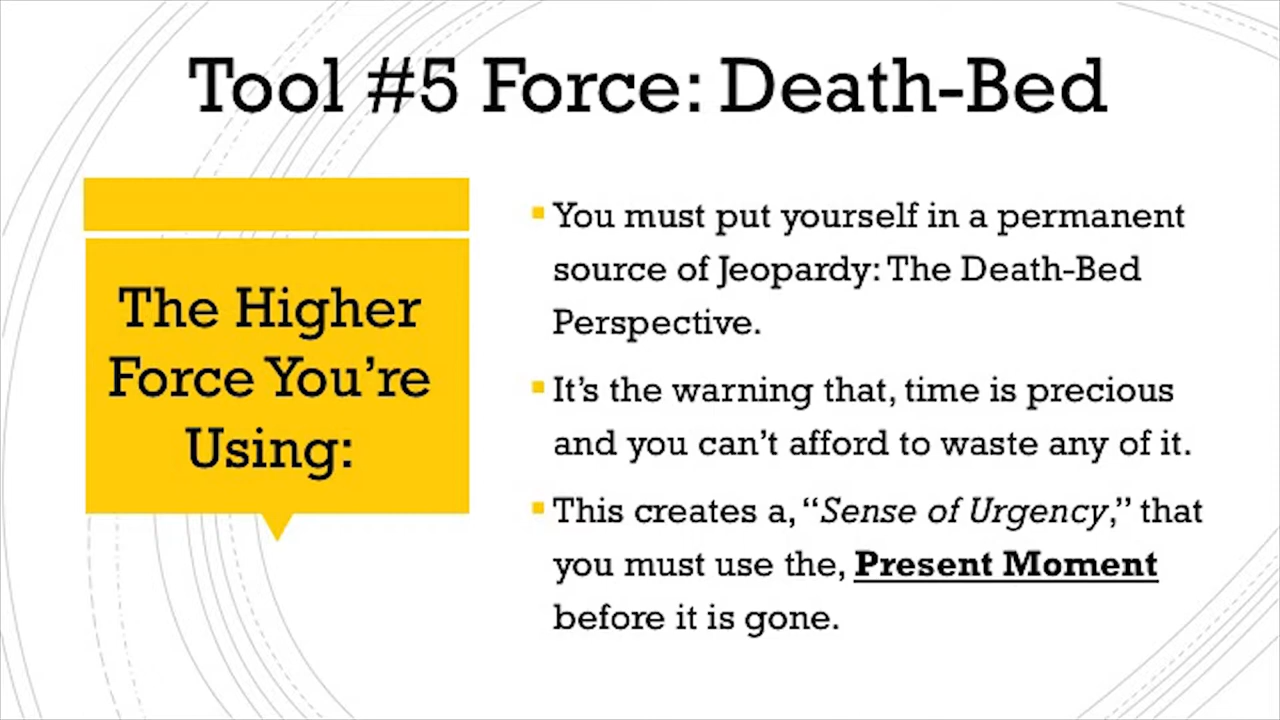 Tool #5 Force: Death-Bed
The Higher
Force You’re
Using:
You must put yourself in a permanent
source of Jeopardy: The Death-Bed
Perspective.
It’s the warning that, time is precious
and you can’t afford to waste any of it.
This creates a, “Sense of Urgency,” that
you must use the, Present Moment
before it is gone.